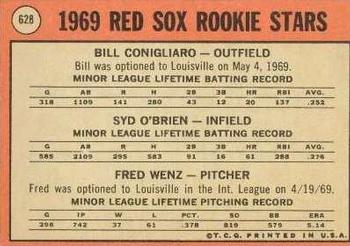 628
1969 RED SOX ROOKIE STARS
BILL CONIGLIARO — OUTFIELD
Bill was optioned to Louisville on May 4, 1969.
MINOR LEAGUE LIFETIME BATTING RECORD
G AB R H 2B 3B HR RBI AVG.
318 1109 141 280 43 12 20 137 .252
SYD O'BRIEN — INFIELD
MINOR LEAGUE LIFETIME BATTING RECORD
G AB R H 2B 3B HR RBI AVG.
585 2109 295 583 91 16 61 288 .276
FRED WENZ — PITCHER
Fred was optioned to Louisville in the Int. League on 4/19/69.
MINOR LEAGUE LIFETIME PITCHING RECORD
G IP W L PCT. SO BB ERA
298 742 37 61 .378 819 579 5.14
© T.C.G. PRINTED IN U.S.A.